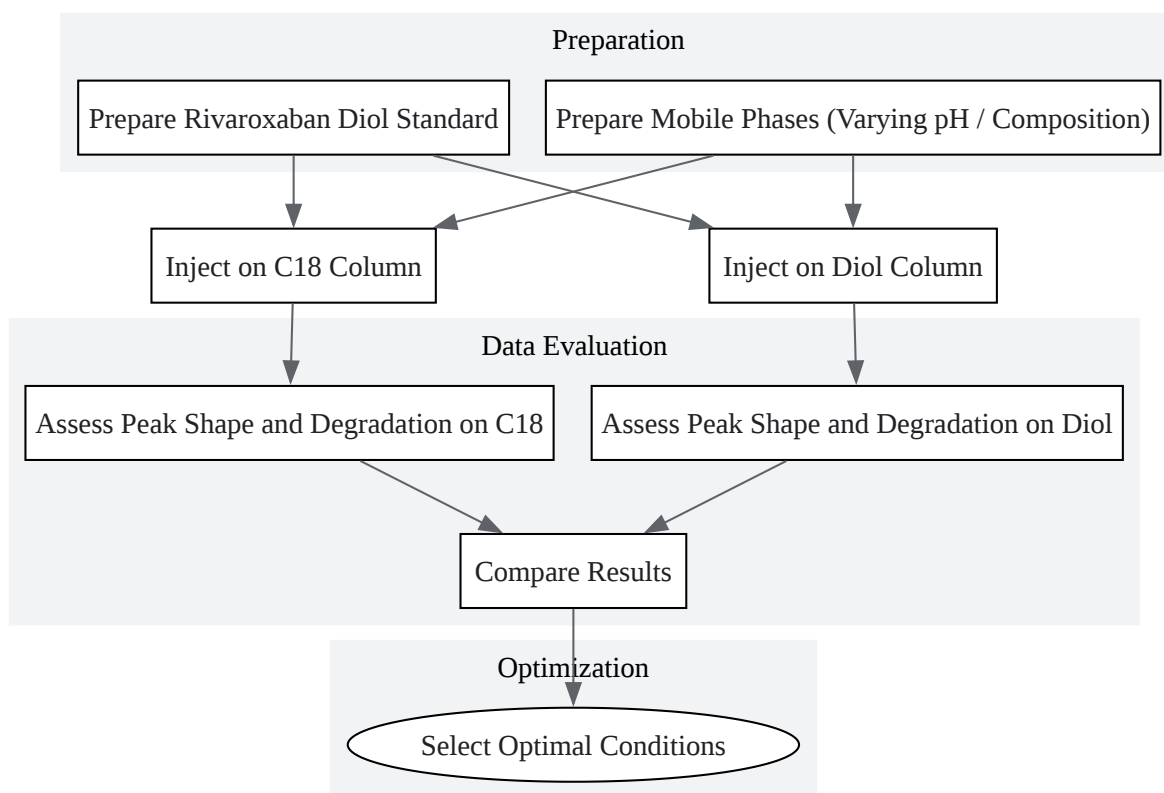 Preparation
Prepare Rivaroxaban Diol Standard
Prepare Mobile Phases (Varying pH / Composition)
Inject on C18 Column
Inject on Diol Column
Data Evaluation
Assess Peak Shape and Degradation on C18
Assess Peak Shape and Degradation on Diol
Compare Results
Optimization
Select Optimal Conditions